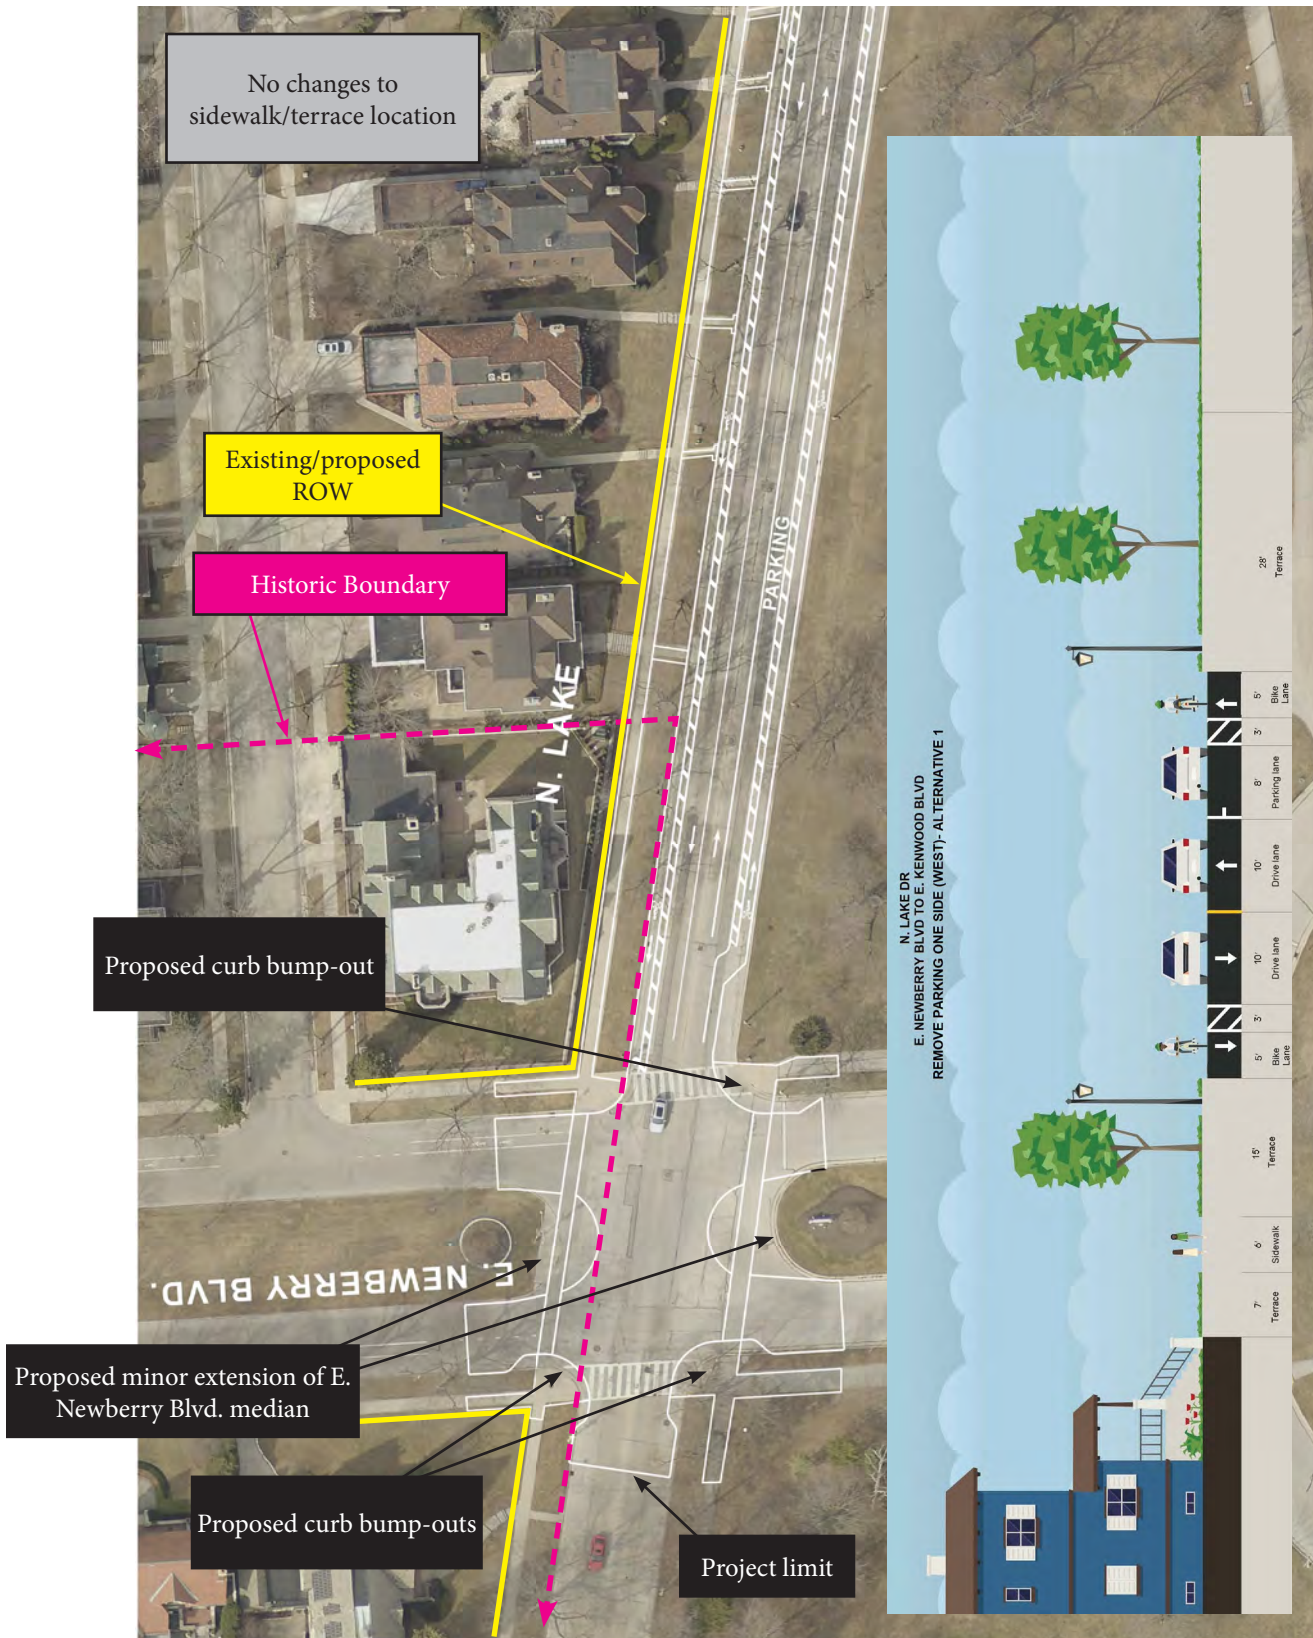 No changes to
sidewalk/terrace location
Existing/proposed
ROW
Historic Boundary
N. LAKE
PARKING
Proposed curb bump-out
E. NEWBERRY BLVD.
Proposed minor extension of E.
Newberry Blvd. median
Proposed curb bump-outs
Project limit
N. LAKE DR
E. NEWBERRY BLVD TO E. KENWOOD BLVD
REMOVE PARKING ONE SIDE (WEST)- ALTERNATIVE 1
7'
Terrace
6'
Sidewalk
15'
Terrace
5'
Bike
Lane
3'
10'
Drive lane
10'
Drive lane
8'
Parking lane
3'
5'
Bike
Lane
28'
Terrace